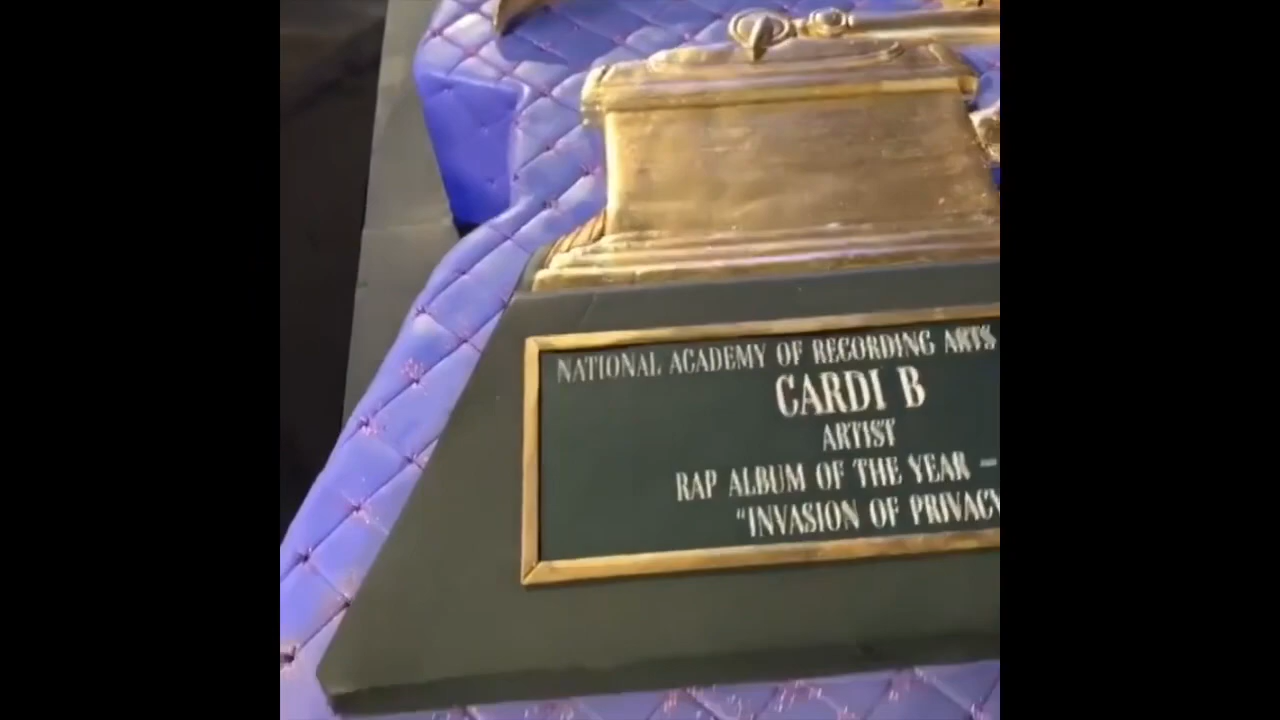 NATIONAL ACADEMY OF RECORDING ARTS
CARDI B
ARTIST
RAP ALBUM OF THE YEAR –
“INVASION OF PRIVACY